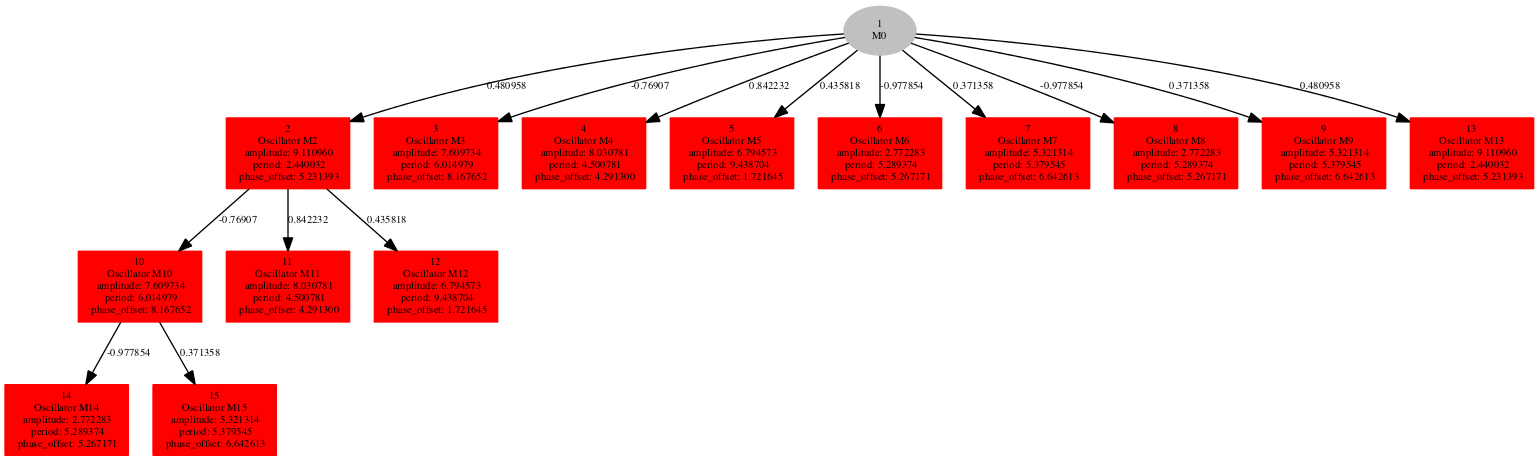 1
M0
0.480958
-0.76907
0.842232
0.435818
-0.977854
0.371358
-0.977854
0.371358
0.480958
2
Oscillator M2
amplitude: 9.110960
period: 2.440032
phase_offset: 5.231393
3
Oscillator M3
amplitude: 7.609734
period: 6.014979
phase_offset: 8.167652
4
Oscillator M4
amplitude: 8.030781
period: 4.500781
phase_offset: 4.291300
5
Oscillator M5
amplitude: 6.794573
period: 9.438704
phase_offset: 1.721645
6
Oscillator M6
amplitude: 2.772283
period: 5.289374
phase_offset: 5.267171
7
Oscillator M7
amplitude: 5.321314
period: 5.379545
phase_offset: 6.642613
8
Oscillator M8
amplitude: 2.772283
period: 5.289374
phase_offset: 5.267171
9
Oscillator M9
amplitude: 5.321314
period: 5.379545
phase_offset: 6.642613
13
Oscillator M13
amplitude: 9.110960
period: 2.440032
phase_offset: 5.231393
-0.76907
0.842232
0.435818
10
Oscillator M10
amplitude: 7.609734
period: 6.014979
phase_offset: 8.167652
11
Oscillator M11
amplitude: 8.030781
period: 4.500781
phase_offset: 4.291300
12
Oscillator M12
amplitude: 6.794573
period: 9.438704
phase_offset: 1.721645
-0.977854
0.371358
14
Oscillator M14
amplitude: 2.772283
period: 5.289374
phase_offset: 5.267171
15
Oscillator M15
amplitude: 5.321314
period: 5.379545
phase_offset: 6.642613